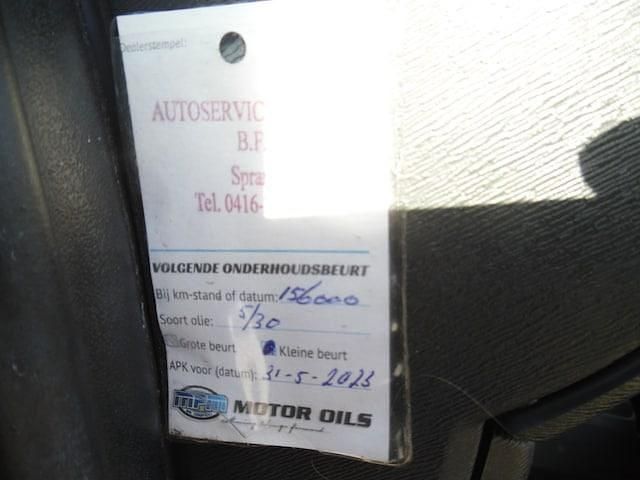 Dealerstempel:
AUTOSERVIC
B.F.
Spra
Tel. 0416-
VOLGENDE ONDERHOUDSBEURT
Bij km-stand of datum: 156000
Soort olie: 5/30
Grote beurt Kleine beurt
APK voor (datum): 31-5-2023
MPM MOTOR OILS